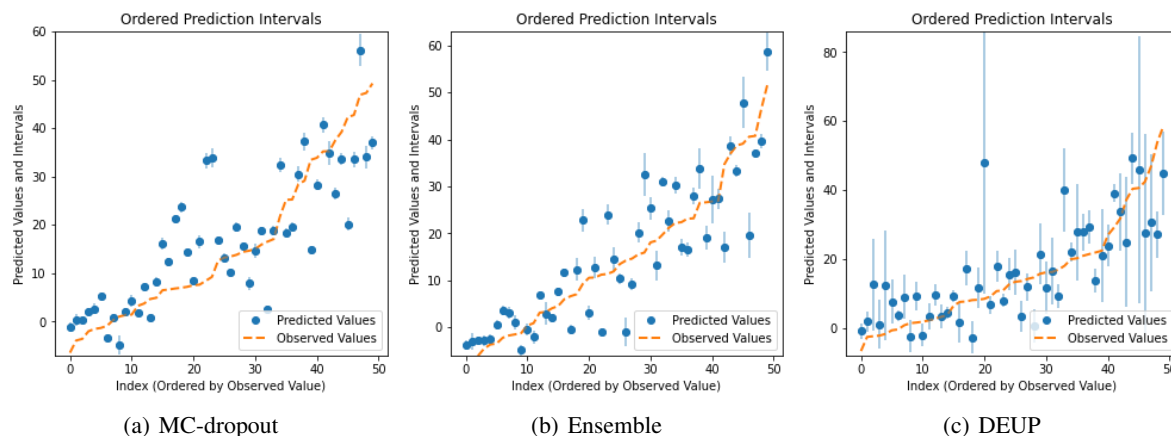 Ordered Prediction Intervals
Predicted Values and Intervals
60
50
40
30
20
10
0
0 10 20 30 40 50
Predicted Values
Observed Values
Index (Ordered by Observed Value)
(a) MC-dropout
Ordered Prediction Intervals
Predicted Values and Intervals
60
50
40
30
20
10
0
0 10 20 30 40 50
Predicted Values
Observed Values
Index (Ordered by Observed Value)
(b) Ensemble
Ordered Prediction Intervals
Predicted Values and Intervals
80
60
40
20
0
0 10 20 30 40 50
Predicted Values
Observed Values
Index (Ordered by Observed Value)
(c) DEUP